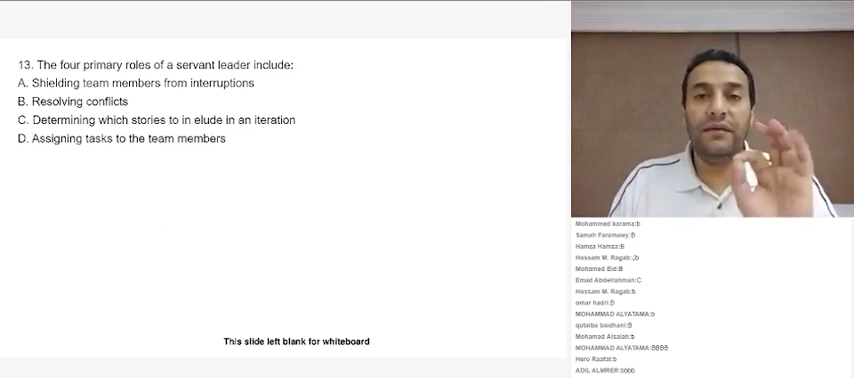 13. The four primary roles of a servant leader include:
A. Shielding team members from interruptions
B. Resolving conflicts
C. Determining which stories to in elude in an iteration
D. Assigning tasks to the team members
This slide left blank for whiteboard
Mohammed karama:b
Samah Faramawy:B
Hamza Hamza:B
Hossam M. Ragab:
Mohamed Eid:B
Emad Abdelrahman:C
Hossam M. Ragab:b
omar hadri:B
MOHAMMAD ALYATAMA:b
qutaiba baidhani:B
Mohamad Alsalah:b
MOHAMMAD ALYATAMA:BBBB
Hero Raafat:b
ADIL ALMRER:bbbb